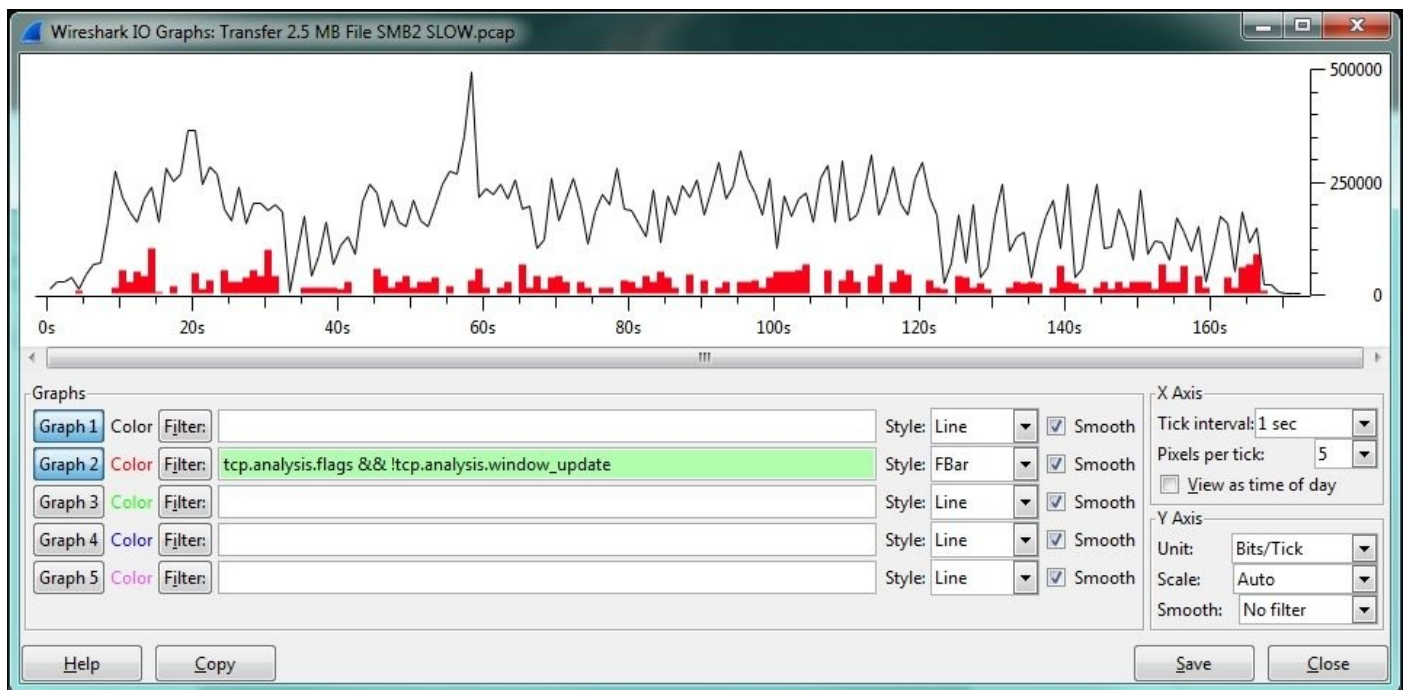 Wireshark IO Graphs: Transfer 2.5 MB File SMB2 SLOW.pcap
500000
250000
0
0s 20s 40s 60s 80s 100s 120s 140s 160s
Graphs
Graph 1 Color Filter: Style: Line Smooth
Graph 2 Color Filter: tcp.analysis.flags && !tcp.analysis.window_update Style: FBar Smooth
Graph 3 Color Filter: Style: Line Smooth
Graph 4 Color Filter: Style: Line Smooth
Graph 5 Color Filter: Style: Line Smooth
X Axis
Tick interval: 1 sec
Pixels per tick: 5
View as time of day
Y Axis
Unit: Bits/Tick
Scale: Auto
Smooth: No filter
Help Copy Save Close